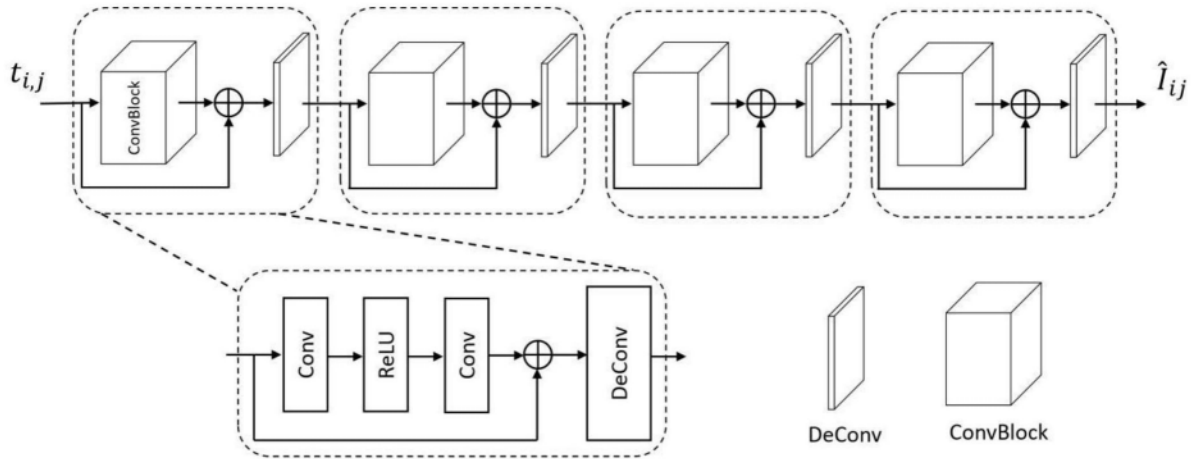 t_{i,j}
ConvBlock
Î_{ij}
Conv
ReLU
Conv
DeConv
DeConv
ConvBlock